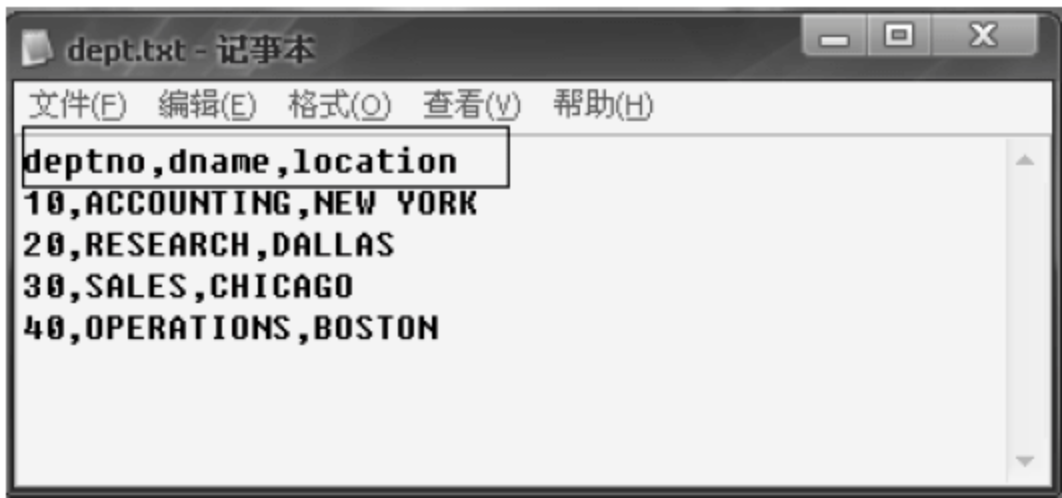 dept.txt - 记事本
文件(F) 编辑(E) 格式(O) 查看(V) 帮助(H)
deptno,dname,location
10,ACCOUNTING,NEW YORK
20,RESEARCH,DALLAS
30,SALES,CHICAGO
40,OPERATIONS,BOSTON